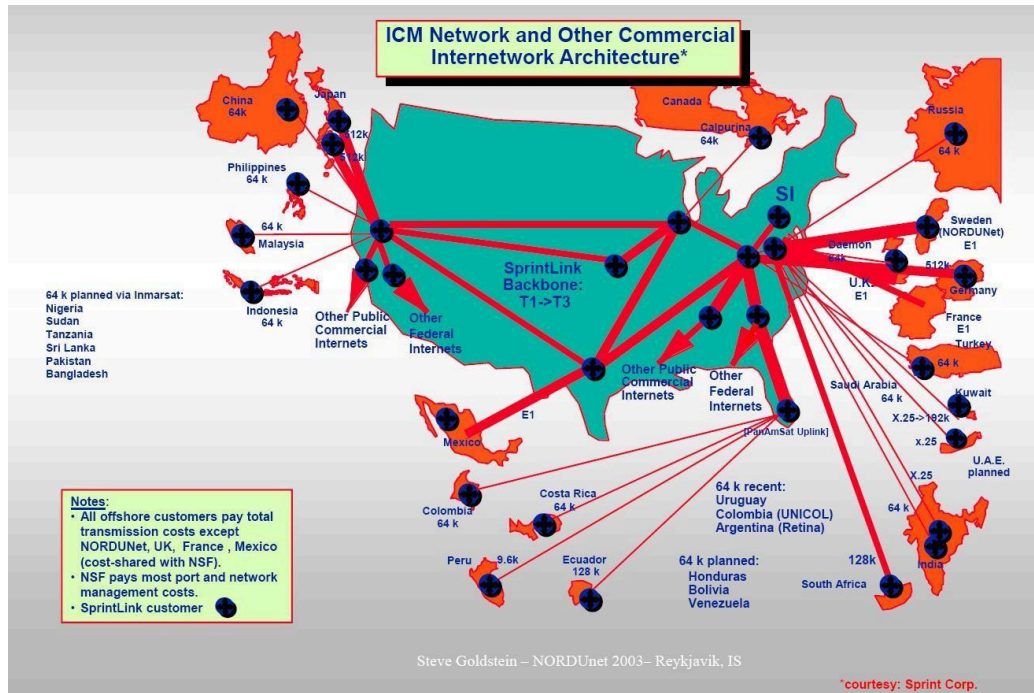 ICM Network and Other Commercial
Internetwork Architecture*
China
64k
Japan
512k
512k
Philippines
64 k
64 k
Malaysia
Indonesia
64 k
64 k planned via Inmarsat:
Nigeria
Sudan
Tanzania
Sri Lanka
Pakistan
Bangladesh
Canada
Calpurina
64k
Russia
64 k
SI
Sweden
(NORDUNet)
E1
Daemon
64k
U.K.
E1
512k
Germany
France
E1
Turkey
64 k
Saudi Arabia
64 k
Kuwait
X.25->192k
X.25
U.A.E.
planned
X.25
64 k
India
128k
South Africa
SprintLink
Backbone:
T1->T3
Other Public
Commercial
Internets
Other
Federal
Internets
Other Public
Commercial
Internets
Other
Federal
Internets
[PanAmSat Uplink]
E1
Mexico
Colombia
64 k
Costa Rica
64 k
Peru
9.6k
Ecuador
128 k
64 k recent:
Uruguay
Colombia (UNICOL)
Argentina (Retina)
64 k planned:
Honduras
Bolivia
Venezuela
Notes:
• All offshore customers pay total
transmission costs except
NORDUNet, UK, France , Mexico
(cost-shared with NSF).
• NSF pays most port and network
management costs.
• SprintLink customer
Steve Goldstein – NORDUnet 2003– Reykjavik, IS
*courtesy: Sprint Corp.